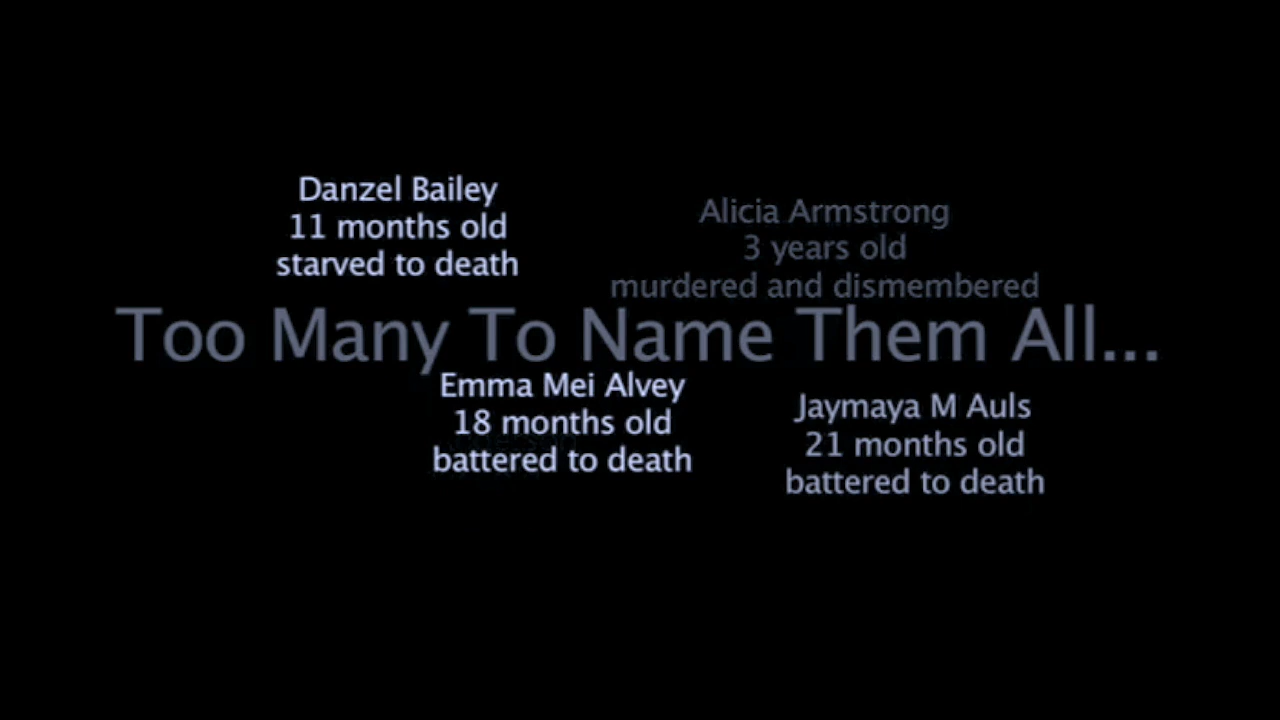 Danzel Bailey
11 months old
starved to death
Alicia Armstrong
3 years old
murdered and dismembered
Too Many To Name Them All...
Emma Mei Alvey
18 months old
battered to death
Jaymaya M Auls
21 months old
battered to death